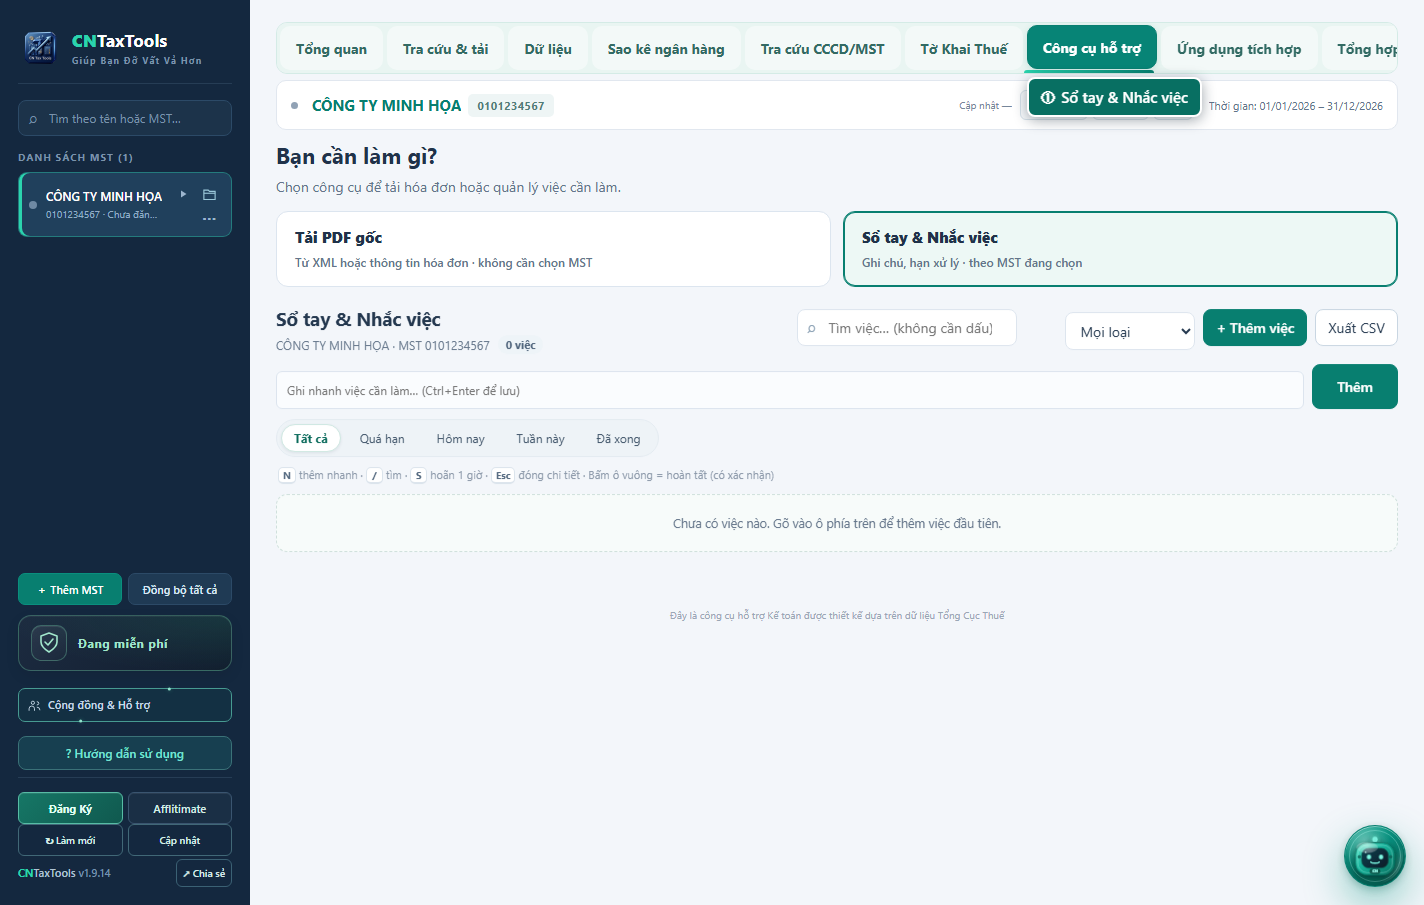 CNTaxTools
Giúp Bạn Đỡ Vất Vả Hơn
Tìm theo tên hoặc MST...
DANH SÁCH MST (1)
CÔNG TY MINH HỌA
0101234567 · Chưa đăn...
+ Thêm MST
Đồng bộ tất cả
Đang miễn phí
Cộng đồng & Hỗ trợ
? Hướng dẫn sử dụng
Đăng Ký
Afflitimate
↻ Làm mới
Cập nhật
CNTaxTools v1.9.14
↗ Chia sẻ
Tổng quan
Tra cứu & tải
Dữ liệu
Sao kê ngân hàng
Tra cứu CCCD/MST
Tờ Khai Thuế
Công cụ hỗ trợ
Ứng dụng tích hợp
Tổng hợp
CÔNG TY MINH HỌA 0101234567
Cập nhật —
① Sổ tay & Nhắc việc
Thời gian: 01/01/2026 – 31/12/2026
Bạn cần làm gì?
Chọn công cụ để tải hóa đơn hoặc quản lý việc cần làm.
Tải PDF gốc
Từ XML hoặc thông tin hóa đơn · không cần chọn MST
Sổ tay & Nhắc việc
Ghi chú, hạn xử lý · theo MST đang chọn
Sổ tay & Nhắc việc
CÔNG TY MINH HỌA · MST 0101234567 0 việc
Tìm việc... (không cần dấu)
Mọi loại
+ Thêm việc
Xuất CSV
Ghi nhanh việc cần làm... (Ctrl+Enter để lưu)
Thêm
Tất cả
Quá hạn
Hôm nay
Tuần này
Đã xong
N thêm nhanh · / tìm · S hoãn 1 giờ · Esc đóng chi tiết · Bấm ô vuông = hoàn tất (có xác nhận)
Chưa có việc nào. Gõ vào ô phía trên để thêm việc đầu tiên.
Đây là công cụ hỗ trợ Kế toán được thiết kế dựa trên dữ liệu Tổng Cục Thuế